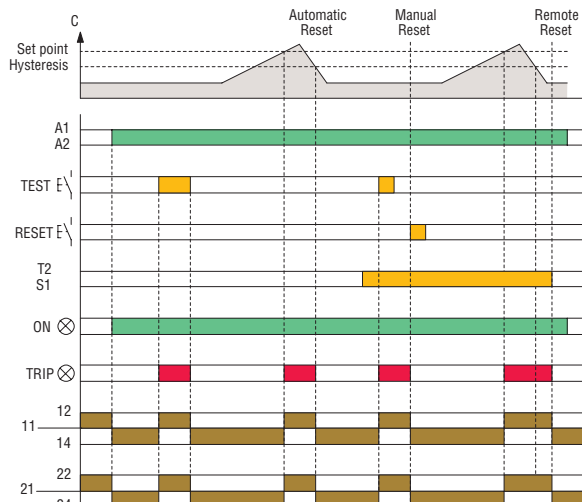 C
Automatic
Reset
Manual
Reset
Remote
Reset
Set point
Hysteresis
A1
A2
TEST
RESET
T2
S1
ON
TRIP
12
11
14
22
21